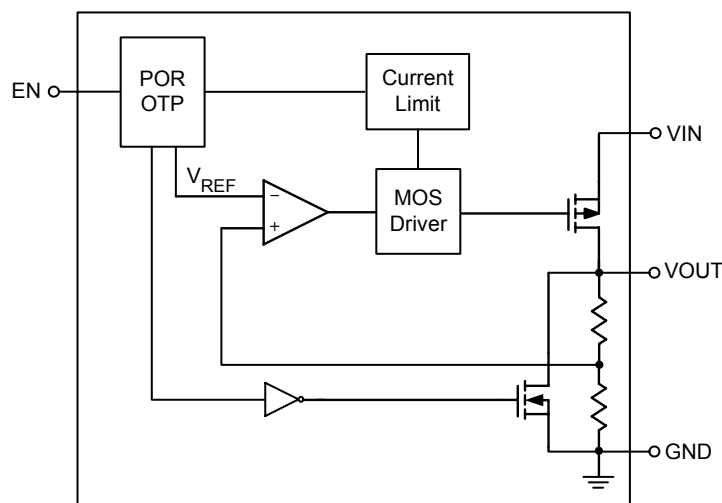 EN
POR
OTP
Current
Limit
VIN
VREF
−
+
MOS
Driver
VOUT
GND